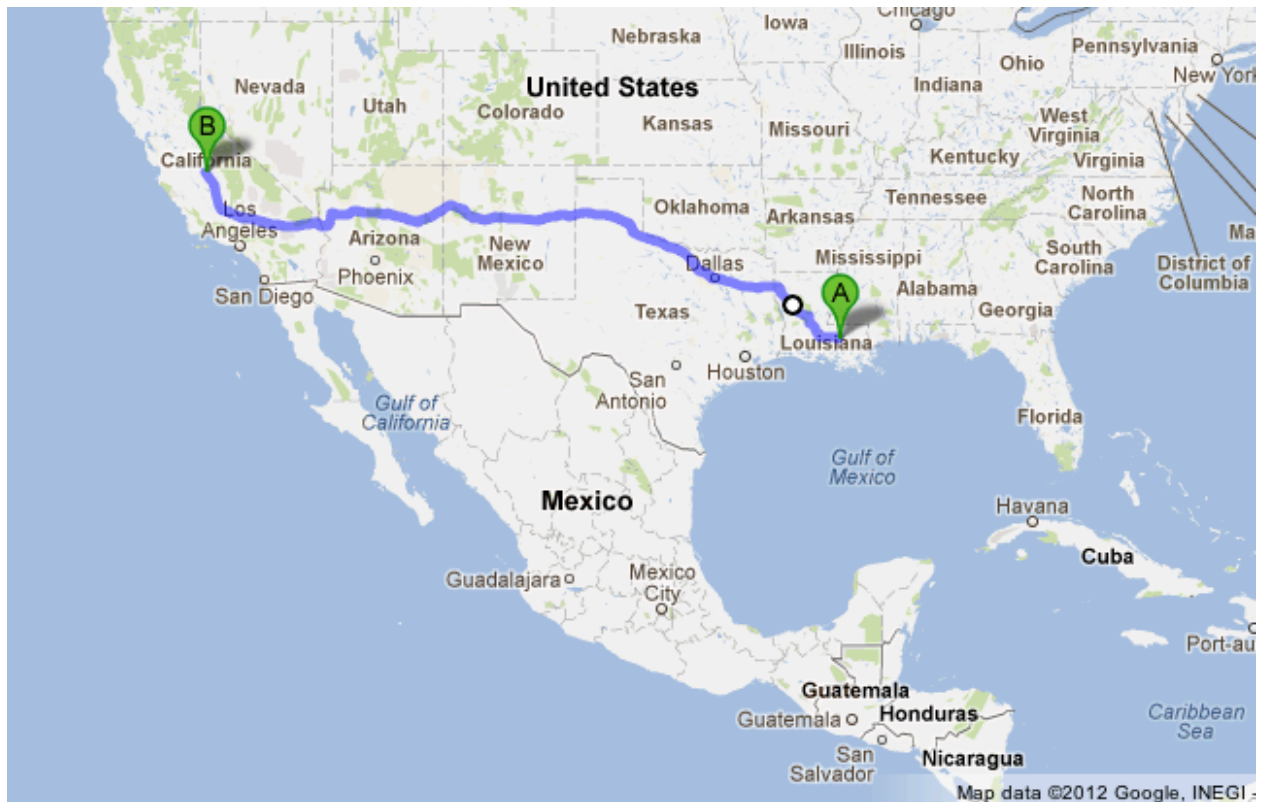 Chicago
Iowa
Nebraska
Pennsylvania
Illinois
Ohio
New York
Nevada
United States
Indiana
Utah
Colorado
Kansas
Missouri
West
Virginia
B
California
Kentucky
Virginia
Tennessee
North
Carolina
Los
Angeles
Oklahoma
Arkansas
Arizona
New
Mexico
Ma
South
Carolina
Mississippi
Dallas
District of
Columbia
Phoenix
A
Alabama
San Diego
Georgia
Texas
Louisiana
Houston
San
Antonio
Gulf of
California
Florida
Gulf of
Mexico
Mexico
Havana
Cuba
Guadalajara
Mexico
City
Port-au
Guatemala
Guatemala
Honduras
Caribbean
Sea
San
Salvador
Nicaragua
Map data ©2012 Google, INEGI -